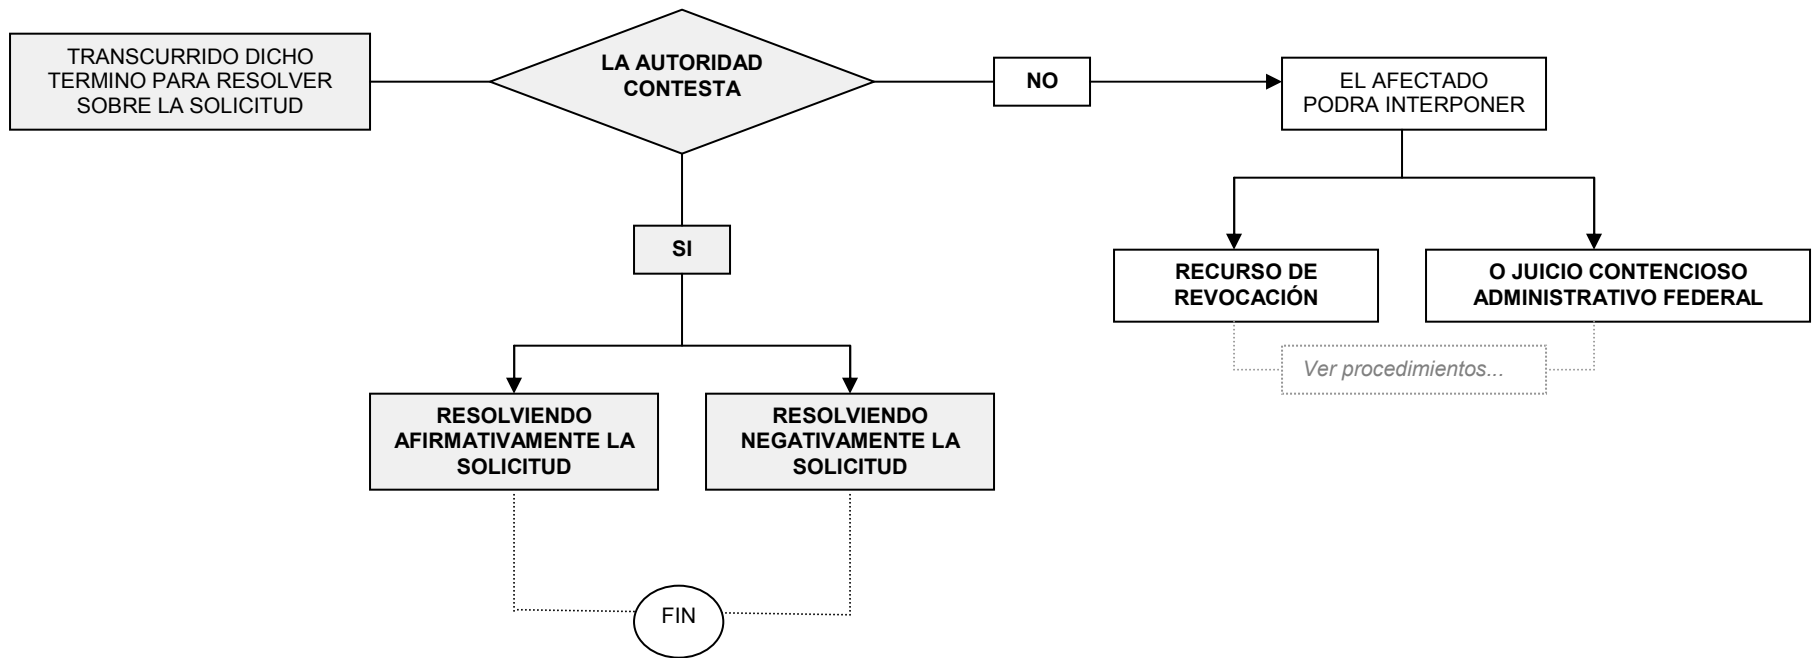 TRANSCURRIDO DICHO
TERMINO PARA RESOLVER
SOBRE LA SOLICITUD
LA AUTORIDAD
CONTESTA
NO
EL AFECTADO
PODRA INTERPONER
SI
RECURSO DE
REVOCACIÓN
O JUICIO CONTENCIOSO
ADMINISTRATIVO FEDERAL
Ver procedimientos...
RESOLVIENDO
AFIRMATIVAMENTE LA
SOLICITUD
RESOLVIENDO
NEGATIVAMENTE LA
SOLICITUD
FIN